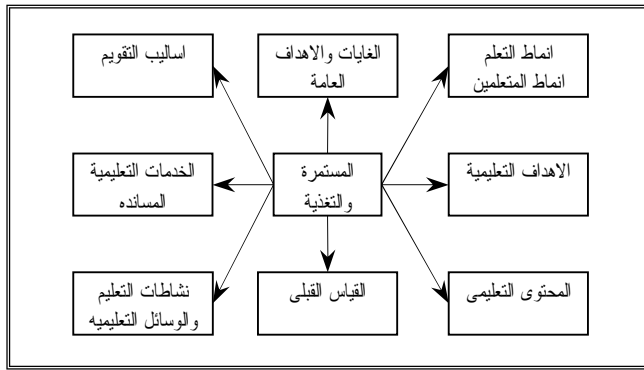 انماط التعلم
انماط المتعلمين
الغايات والاهداف
العامة
اساليب التقويم
الاهداف التعليمية
المستمرة
والتغذية
الخدمات التعليمية
المسانده
المحتوى التعليمى
القياس القبلى
نشاطات التعليم
والوسائل التعليميه